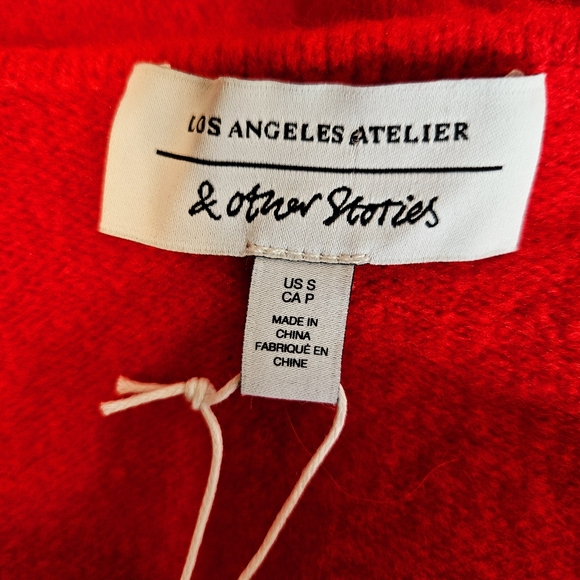 LOS ANGELES ATELIER
& other Stories
US S
CA P
MADE IN
CHINA
FABRIQUÉ EN
CHINE